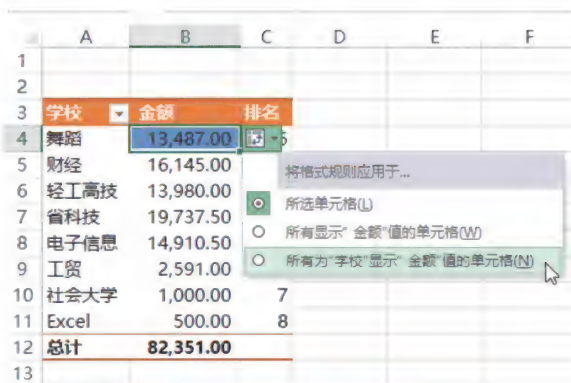 A B C D E F
1
2
3 学校 金额 排名
4 舞蹈 13,487.00
5 财经 16,145.00
将格式规则应用于...
6 轻工高技 13,980.00
所选单元格(L)
7 省科技 19,737.50
所有显示“ 金额”值的单元格(W)
8 电子信息 14,910.50
所有为“学校”显示“ 金额”值的单元格(N)
9 工贸 2,591.00
10 社会大学 1,000.00 7
11 Excel 500.00 8
12 总计 82,351.00
13